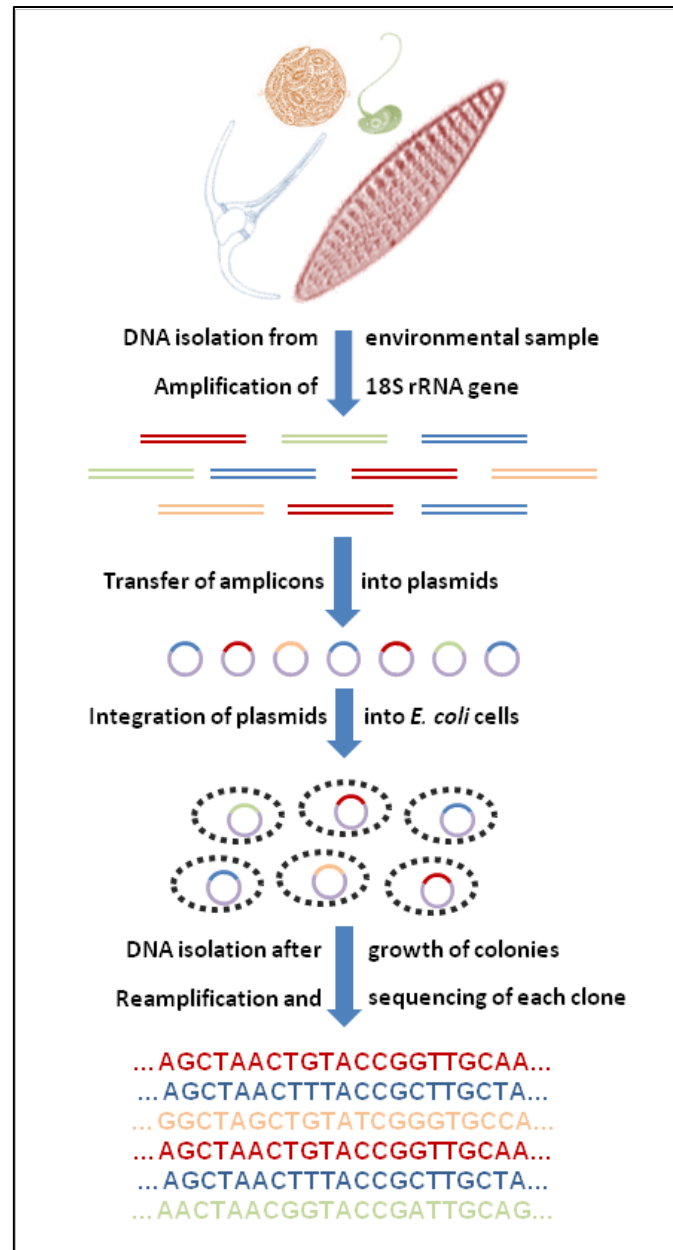 DNA isolation from environmental sample
Amplification of 18S rRNA gene
Transfer of amplicons into plasmids
Integration of plasmids into E. coli cells
DNA isolation after growth of colonies
Reamplification and sequencing of each clone
... AGCTAACTGTACCGGTTGCAA...
... AGCTAACTTTACCGCTTGCTA...
... GGCTAGCTGTATCGGGTGCCA...
... AGCTAACTGTACCGGTTGCAA...
... AGCTAACTTTACCGCTTGCTA...
... AACTAACGGTACCGATTGCAG...